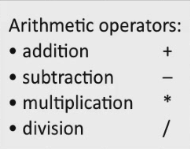 Arithmetic operators:
• addition +
• subtraction –
• multiplication *
• division /